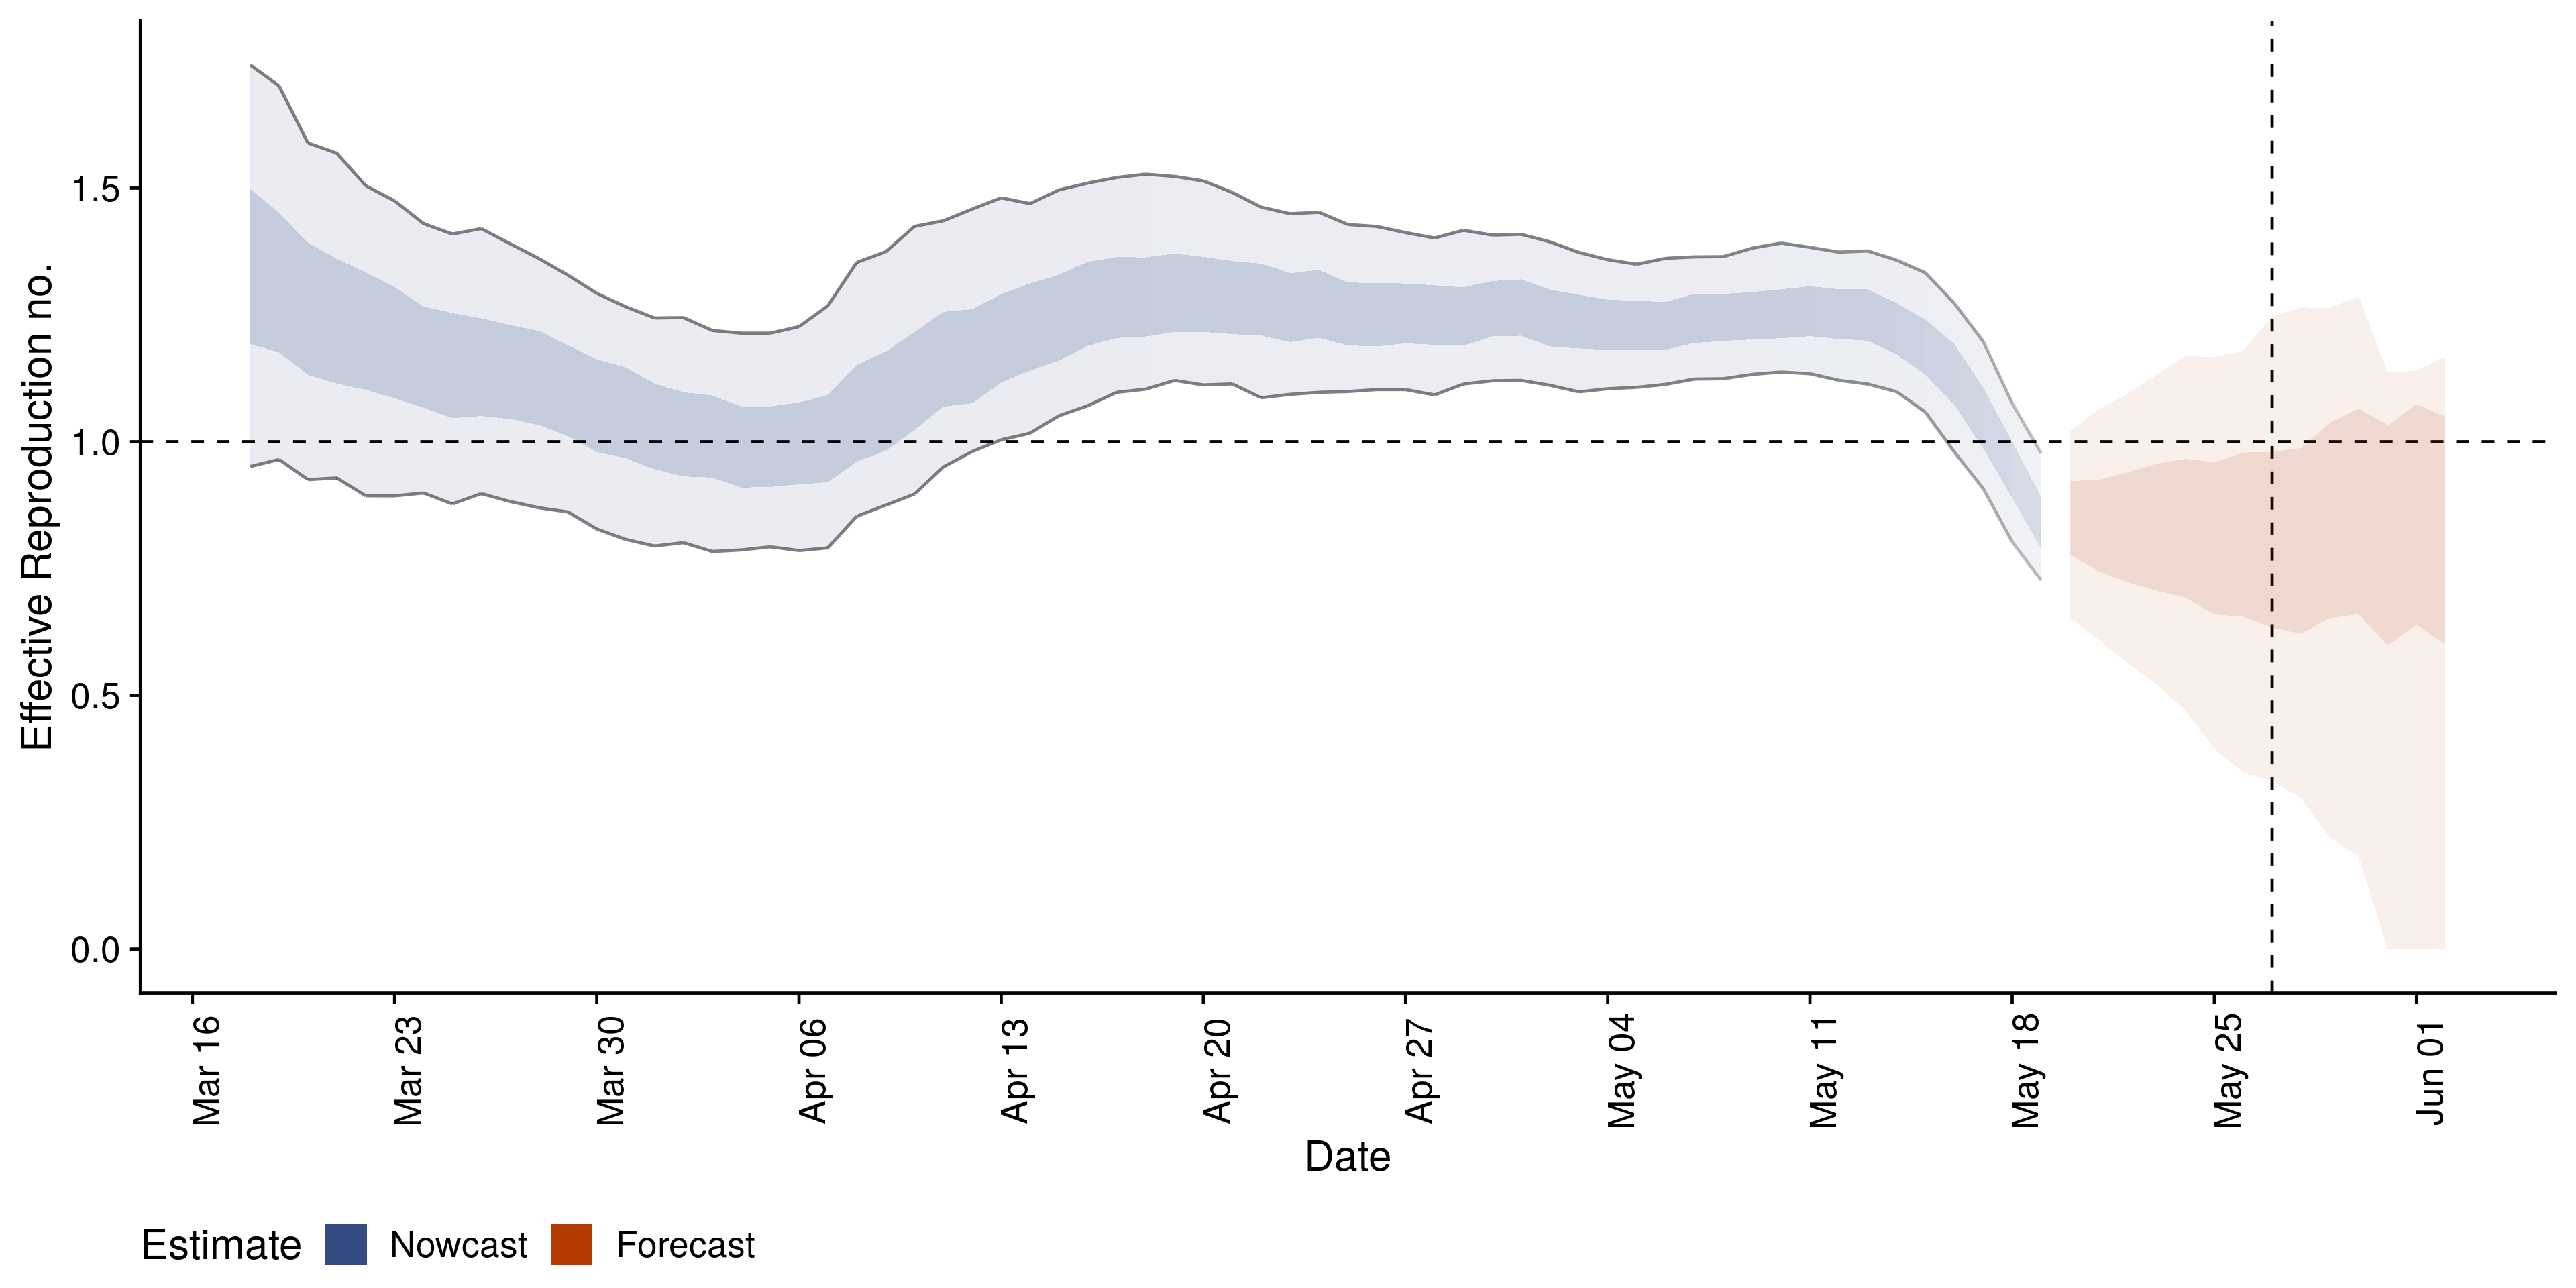 Effective Reproduction no.
1.5
1.0
0.5
0.0
Mar 16
Mar 23
Mar 30
Apr 06
Apr 13
Apr 20
Apr 27
May 04
May 11
May 18
May 25
Jun 01
Date
Estimate Nowcast Forecast